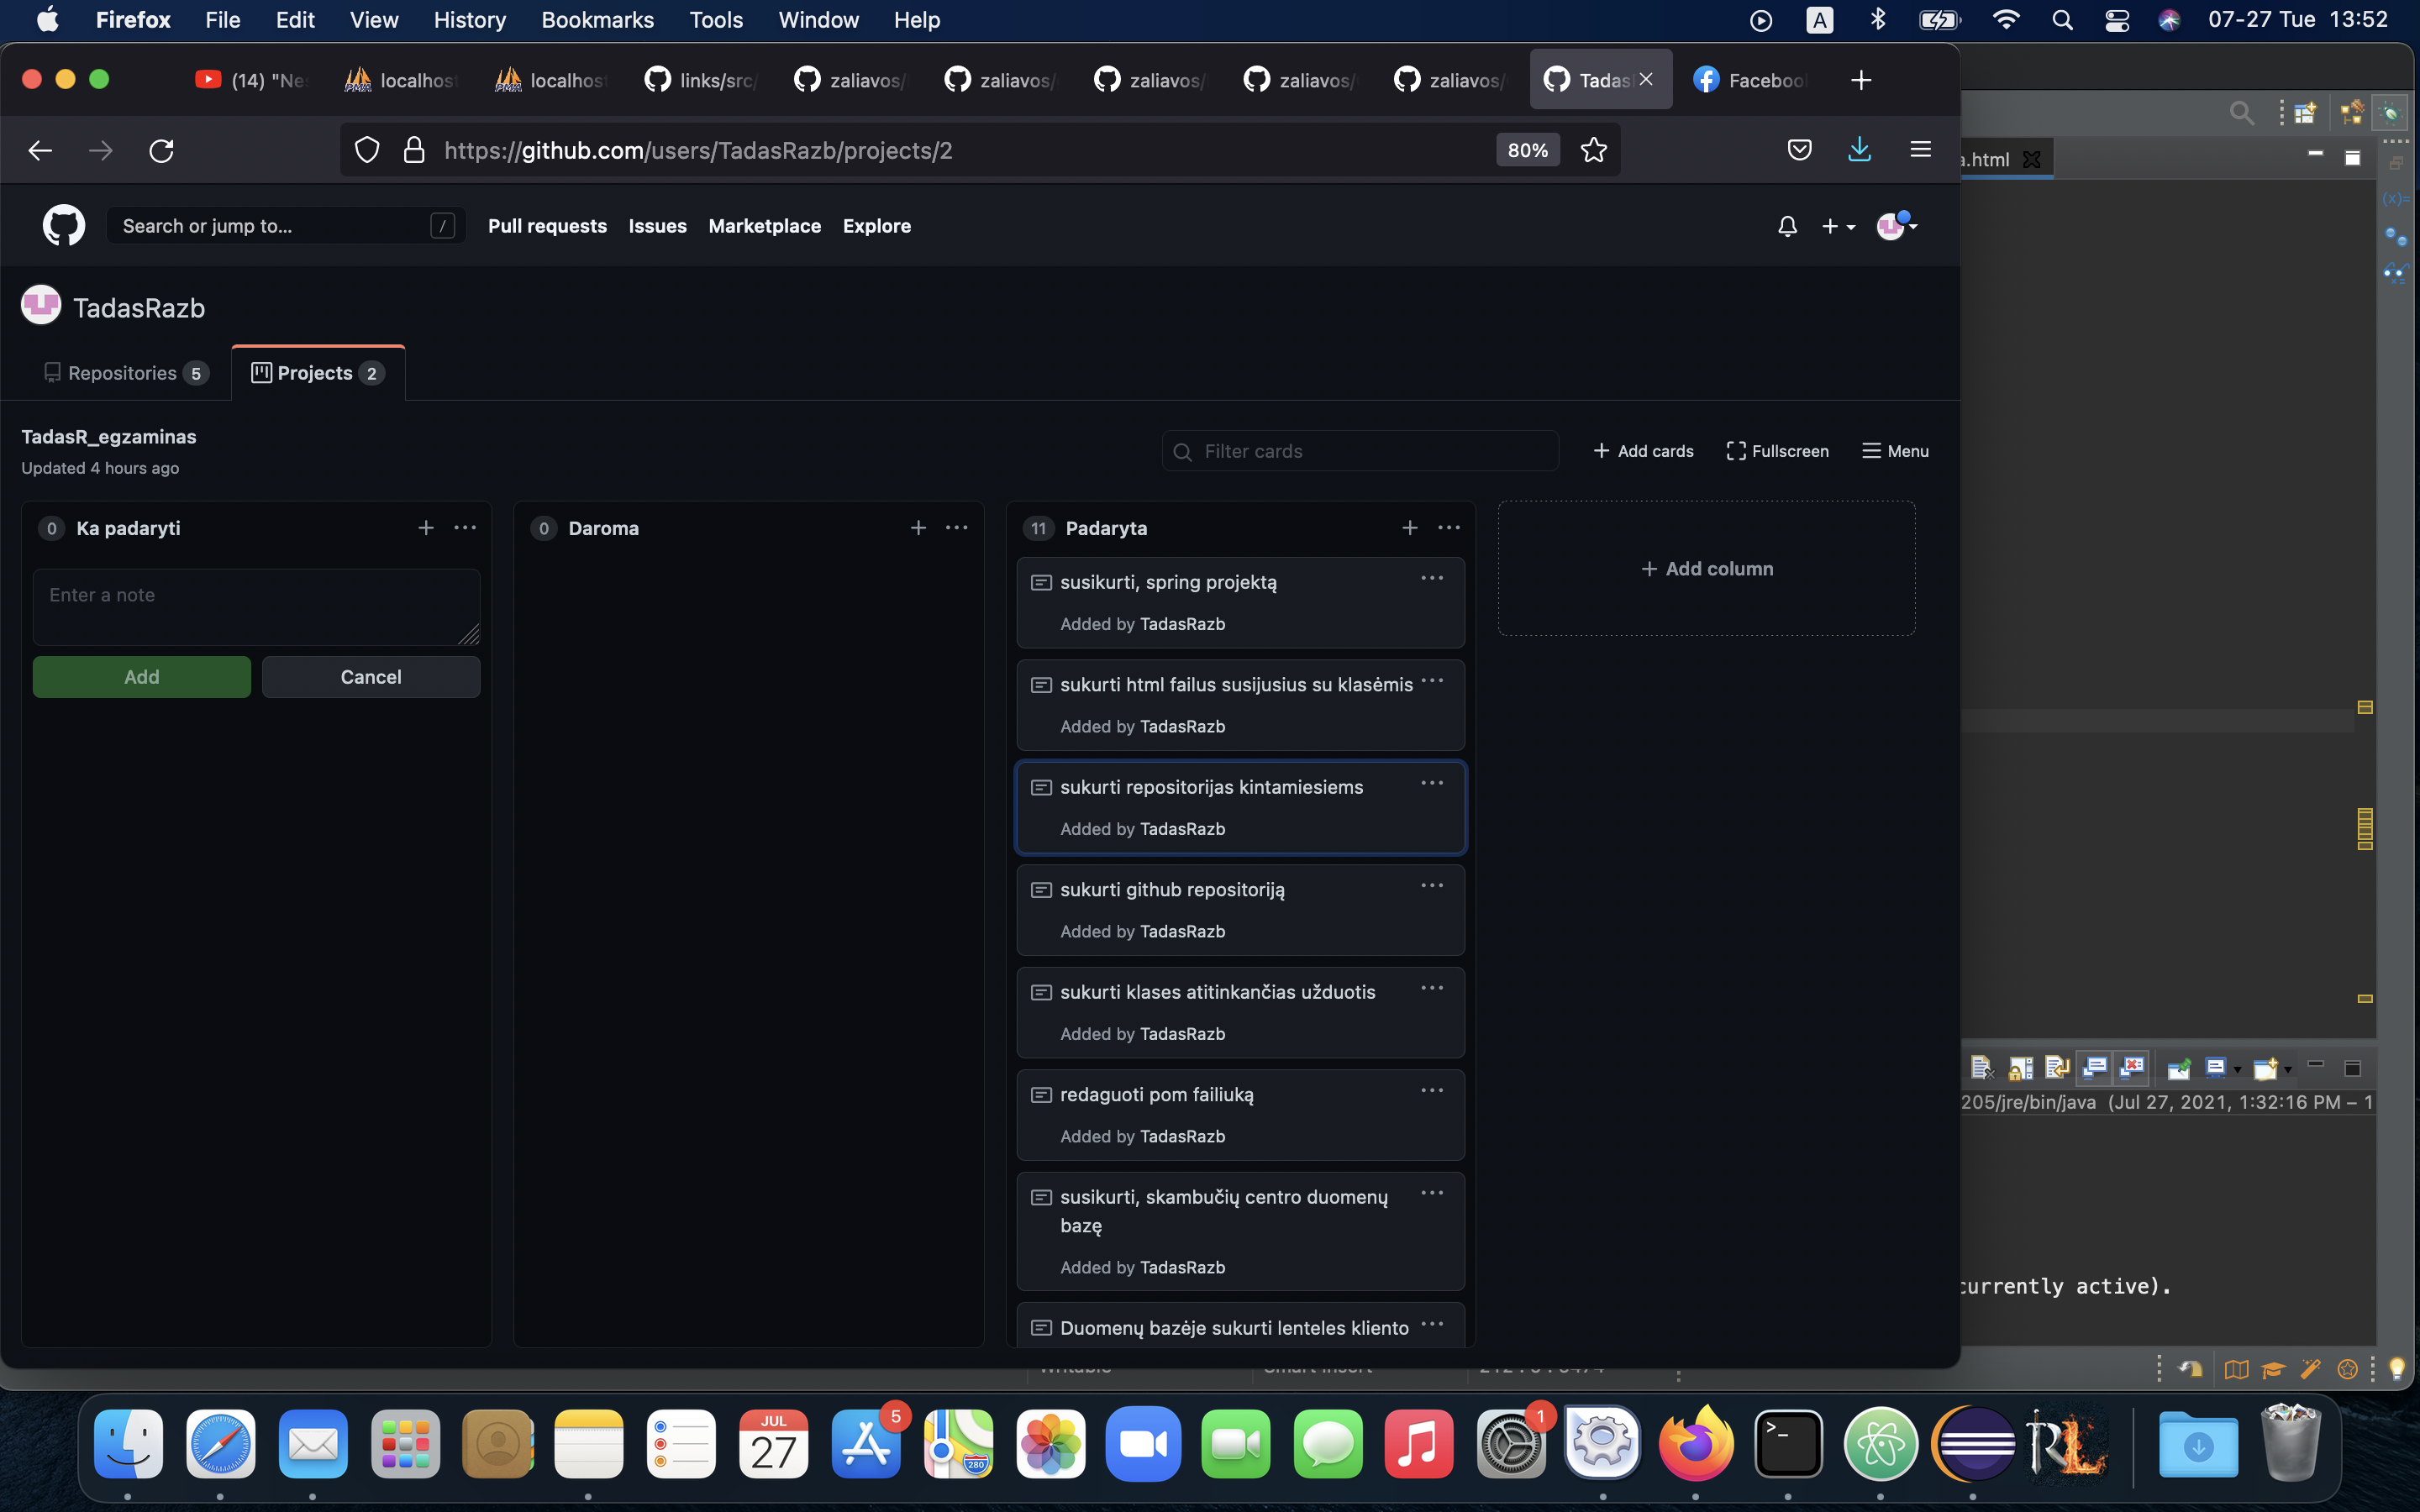 Firefox File Edit View History Bookmarks Tools Window Help
A
07-27 Tue 13:52
(14) "Nes
localhost
localhost
links/src/
zaliavos/
zaliavos/
zaliavos/
zaliavos/
zaliavos/
TadasR
Facebook
a.html
https://github.com/users/TadasRazb/projects/2
80%
Search or jump to...
/
Pull requests Issues Marketplace Explore
TadasRazb
Repositories 5
Projects 2
TadasR_egzaminas
Updated 4 hours ago
Filter cards
+ Add cards
Fullscreen
Menu
0 Ka padaryti
Enter a note
Add
Cancel
0 Daroma
11 Padaryta
susikurti, spring projektą
Added by TadasRazb
sukurti html failus susijusius su klasėmis
Added by TadasRazb
sukurti repositorijas kintamiesiems
Added by TadasRazb
sukurti github repositoriją
Added by TadasRazb
sukurti klases atitinkančias užduotis
Added by TadasRazb
redaguoti pom failiuką
Added by TadasRazb
susikurti, skambučių centro duomenų
bazę
Added by TadasRazb
Duomenų bazėje sukurti lenteles kliento
+ Add column
(x)=
205/jre/bin/java (Jul 27, 2021, 1:32:16 PM – 1
currently active).
JUL
27
5
280
1
>_
RL